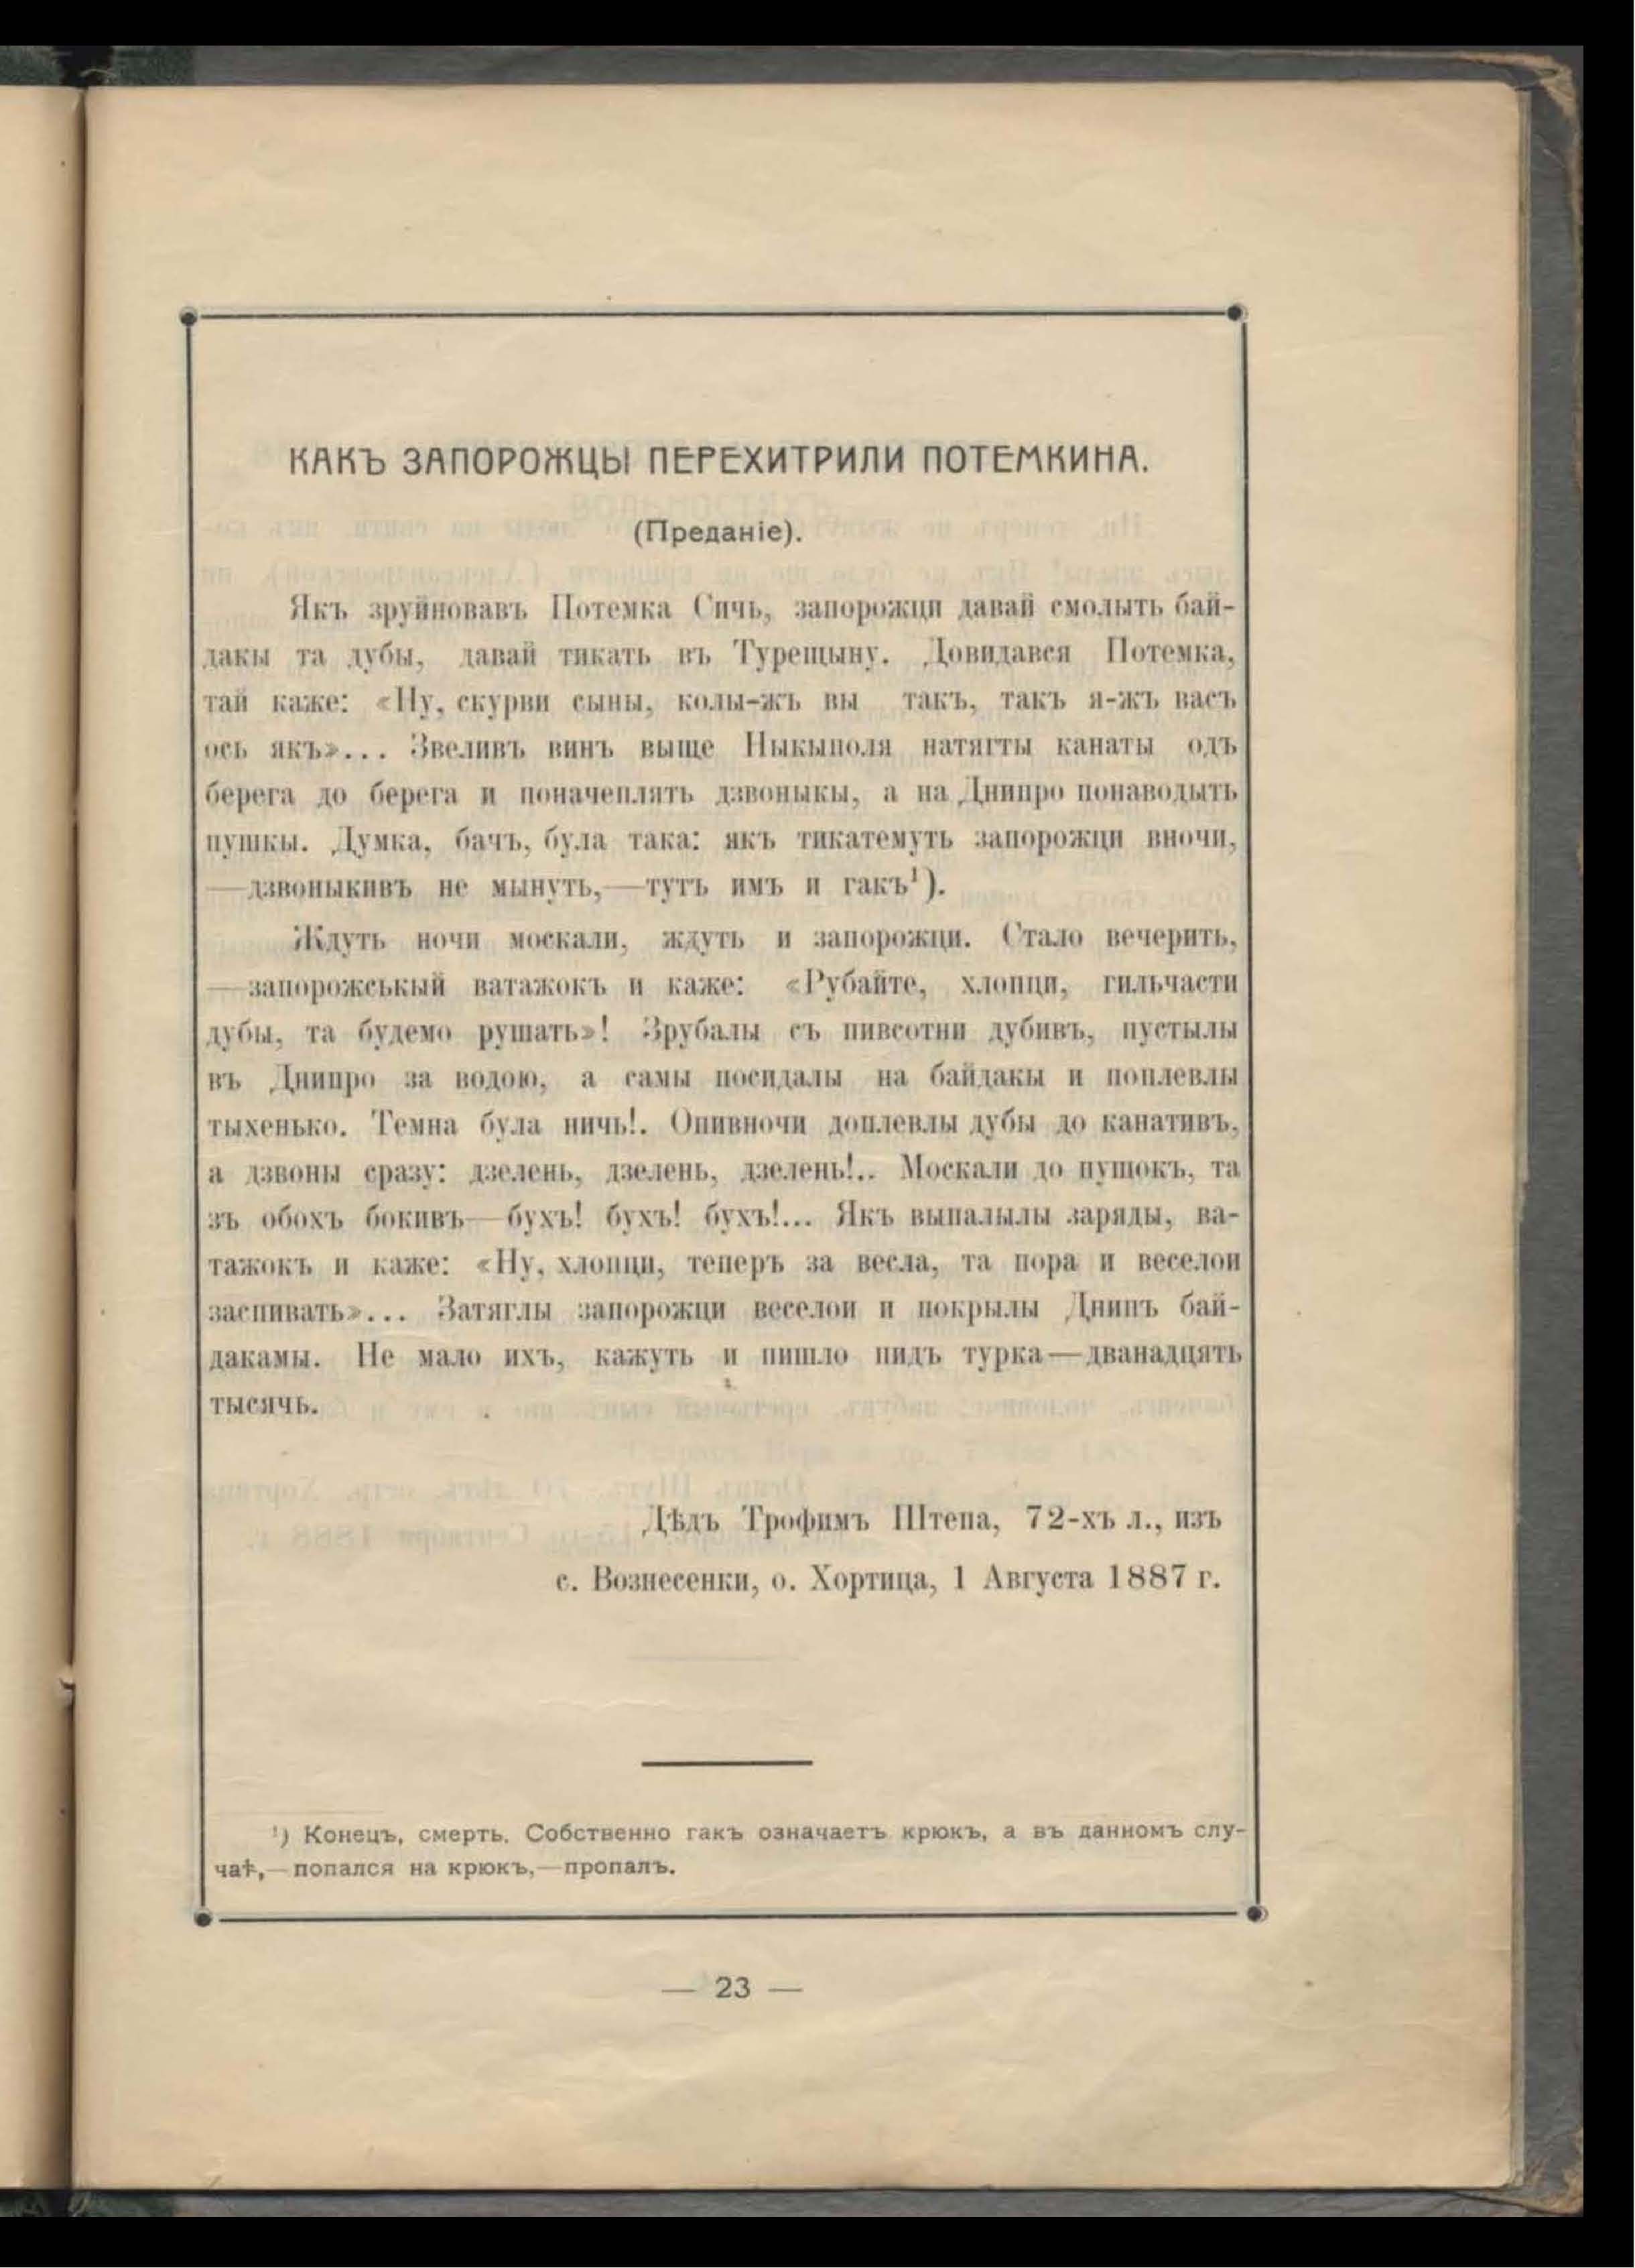 КАКЪ ЗАПОРОЖЦЫ ПЕРЕХИТРИЛИ ПОТЕМКИНА.
(Преданіе).
Якъ зруйновавъ Потемка Сичь, запорожци давай смолыть бай-
дакы та дубы, давай тикать въ Турещыну. Довидався Потемка,
тай каже: «Ну, скурви сыны, колы-жъ вы такъ, такъ я-жъ васъ
ось якъ»... Звеливъ винъ выще Ныкыполя натягты канаты одъ
берега до берега и поначеплять дзвоныкы, а на Днипро понаводыть
пушкы. Думка, бачъ, була така: якъ тикатемуть запорожци вночи,
—дзвоныкивъ не мынуть,—тутъ имъ и гакъ¹).
Ждуть ночи москали, ждуть и запорожци. Стало вечерить,
—запорожськый ватажокъ и каже: «Рубайте, хлопци, гильчасти
дубы, та будемо рушать»! Зрубалы съ пивсотни дубивъ, пустылы
въ Днипро за водою, а самы посидалы на байдакы и поплевлы
тыхенько. Темна була ничь!. Опивночи доплевлы дубы до канативъ,
а дзвоны сразу: дзелень, дзелень, дзелень!.. Москали до пушокъ, та
зъ обохъ бокивъ—бухъ! бухъ! бухъ!... Якъ выпалылы заряды, ва-
тажокъ и каже: «Ну, хлопци, теперъ за весла, та пора и веселои
заспивать»... Затяглы запорожци веселои и покрылы Днипъ бай-
дакамы. Не мало ихъ, кажуть и пишло пидъ турка—дванадцять
тысячь.
Дѣдъ Трофимъ Штепа, 72-хъ л., изъ
с. Вознесенки, о. Хортица, 1 Августа 1887 г.
¹) Конецъ, смерть. Собственно гакъ означаетъ крюкъ, а въ данномъ слу-
чаѣ,—попался на крюкъ,—пропалъ.
— 23 —